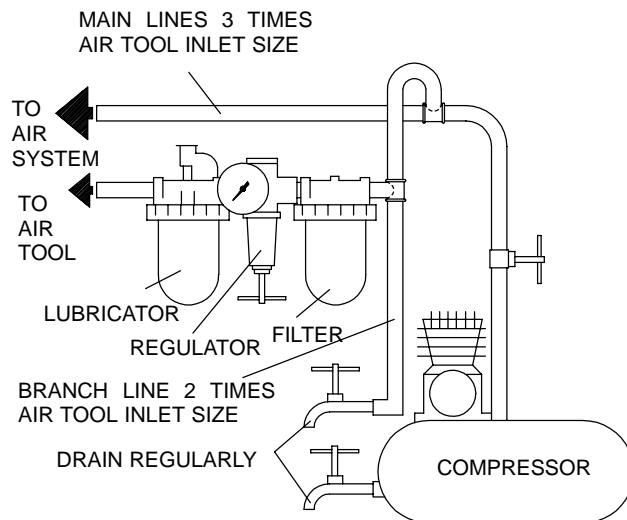 MAIN LINES 3 TIMES
AIR TOOL INLET SIZE
TO
AIR
SYSTEM
TO
AIR
TOOL
LUBRICATOR
REGULATOR
FILTER
BRANCH LINE 2 TIMES
AIR TOOL INLET SIZE
DRAIN REGULARLY
COMPRESSOR